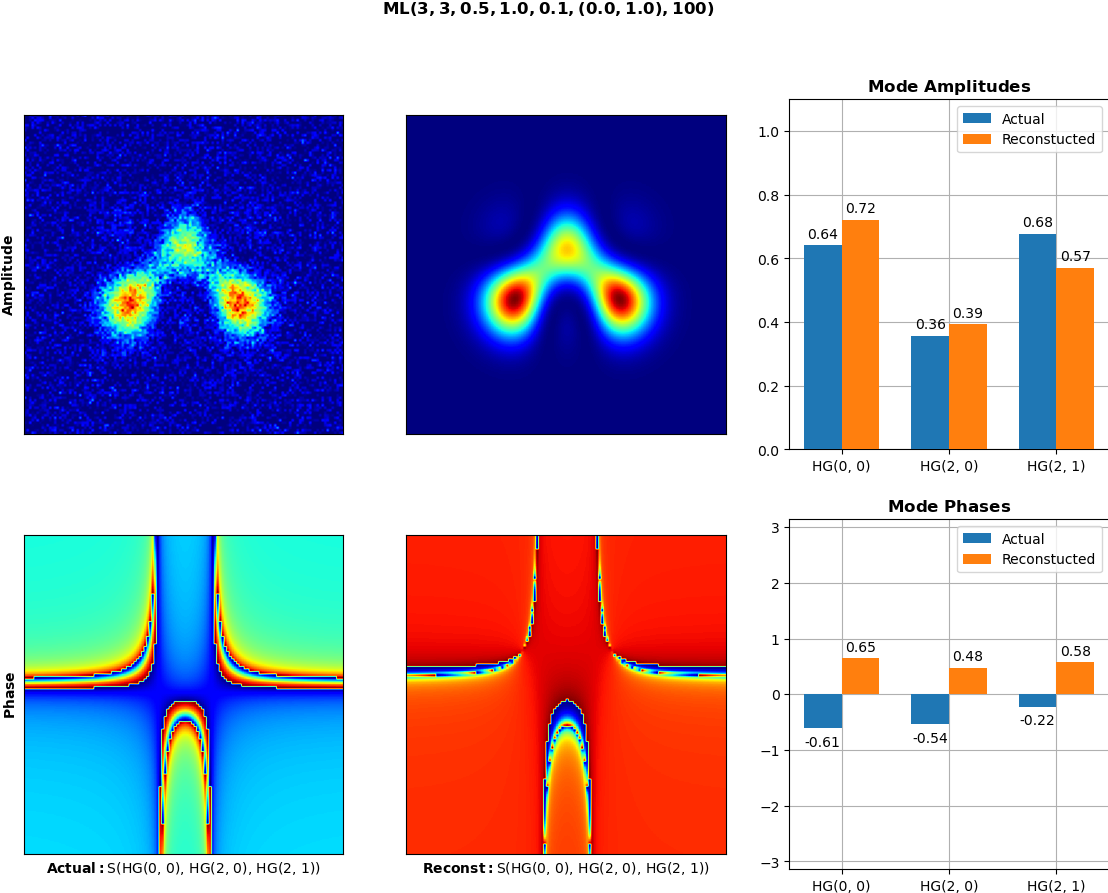 ML(3, 3, 0.5, 1.0, 0.1, (0.0, 1.0), 100)
Amplitude
Mode Amplitudes
Actual
Reconstucted
1.0
0.8
0.6
0.4
0.2
0.0
0.64
0.72
0.36
0.39
0.68
0.57
HG(0, 0)
HG(2, 0)
HG(2, 1)
Phase
Actual: S(HG(0, 0), HG(2, 0), HG(2, 1))
Reconst: S(HG(0, 0), HG(2, 0), HG(2, 1))
Mode Phases
Actual
Reconstucted
3
2
1
0
−1
−2
−3
-0.61
0.65
-0.54
0.48
-0.22
0.58
HG(0, 0)
HG(2, 0)
HG(2, 1)